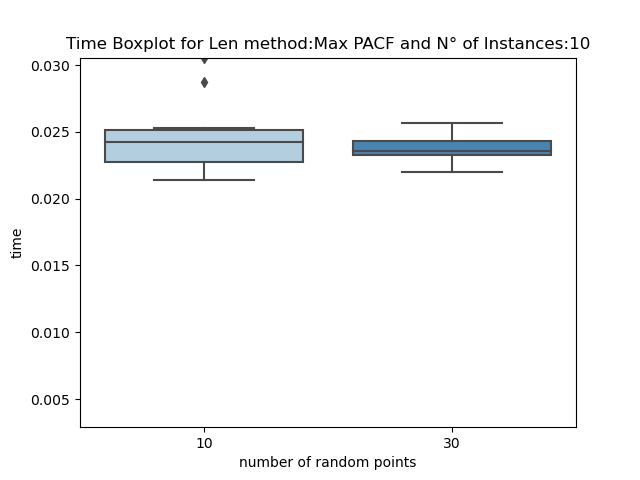 Time Boxplot for Len method:Max PACF and N° of Instances:10
0.030
0.025
0.020
0.015
0.010
0.005
time
10 30
number of random points